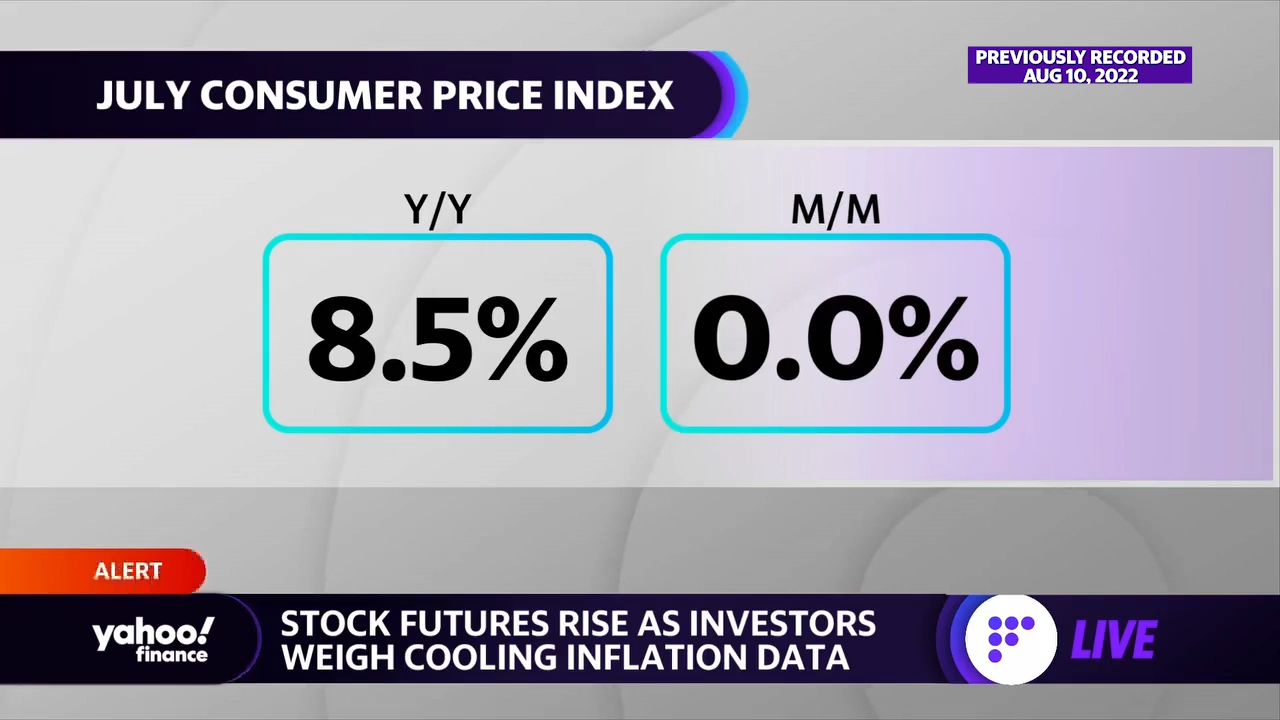 PREVIOUSLY RECORDED
AUG 10, 2022
JULY CONSUMER PRICE INDEX
Y/Y
M/M
8.5%
0.0%
ALERT
yahoo!
finance
STOCK FUTURES RISE AS INVESTORS
WEIGH COOLING INFLATION DATA
LIVE